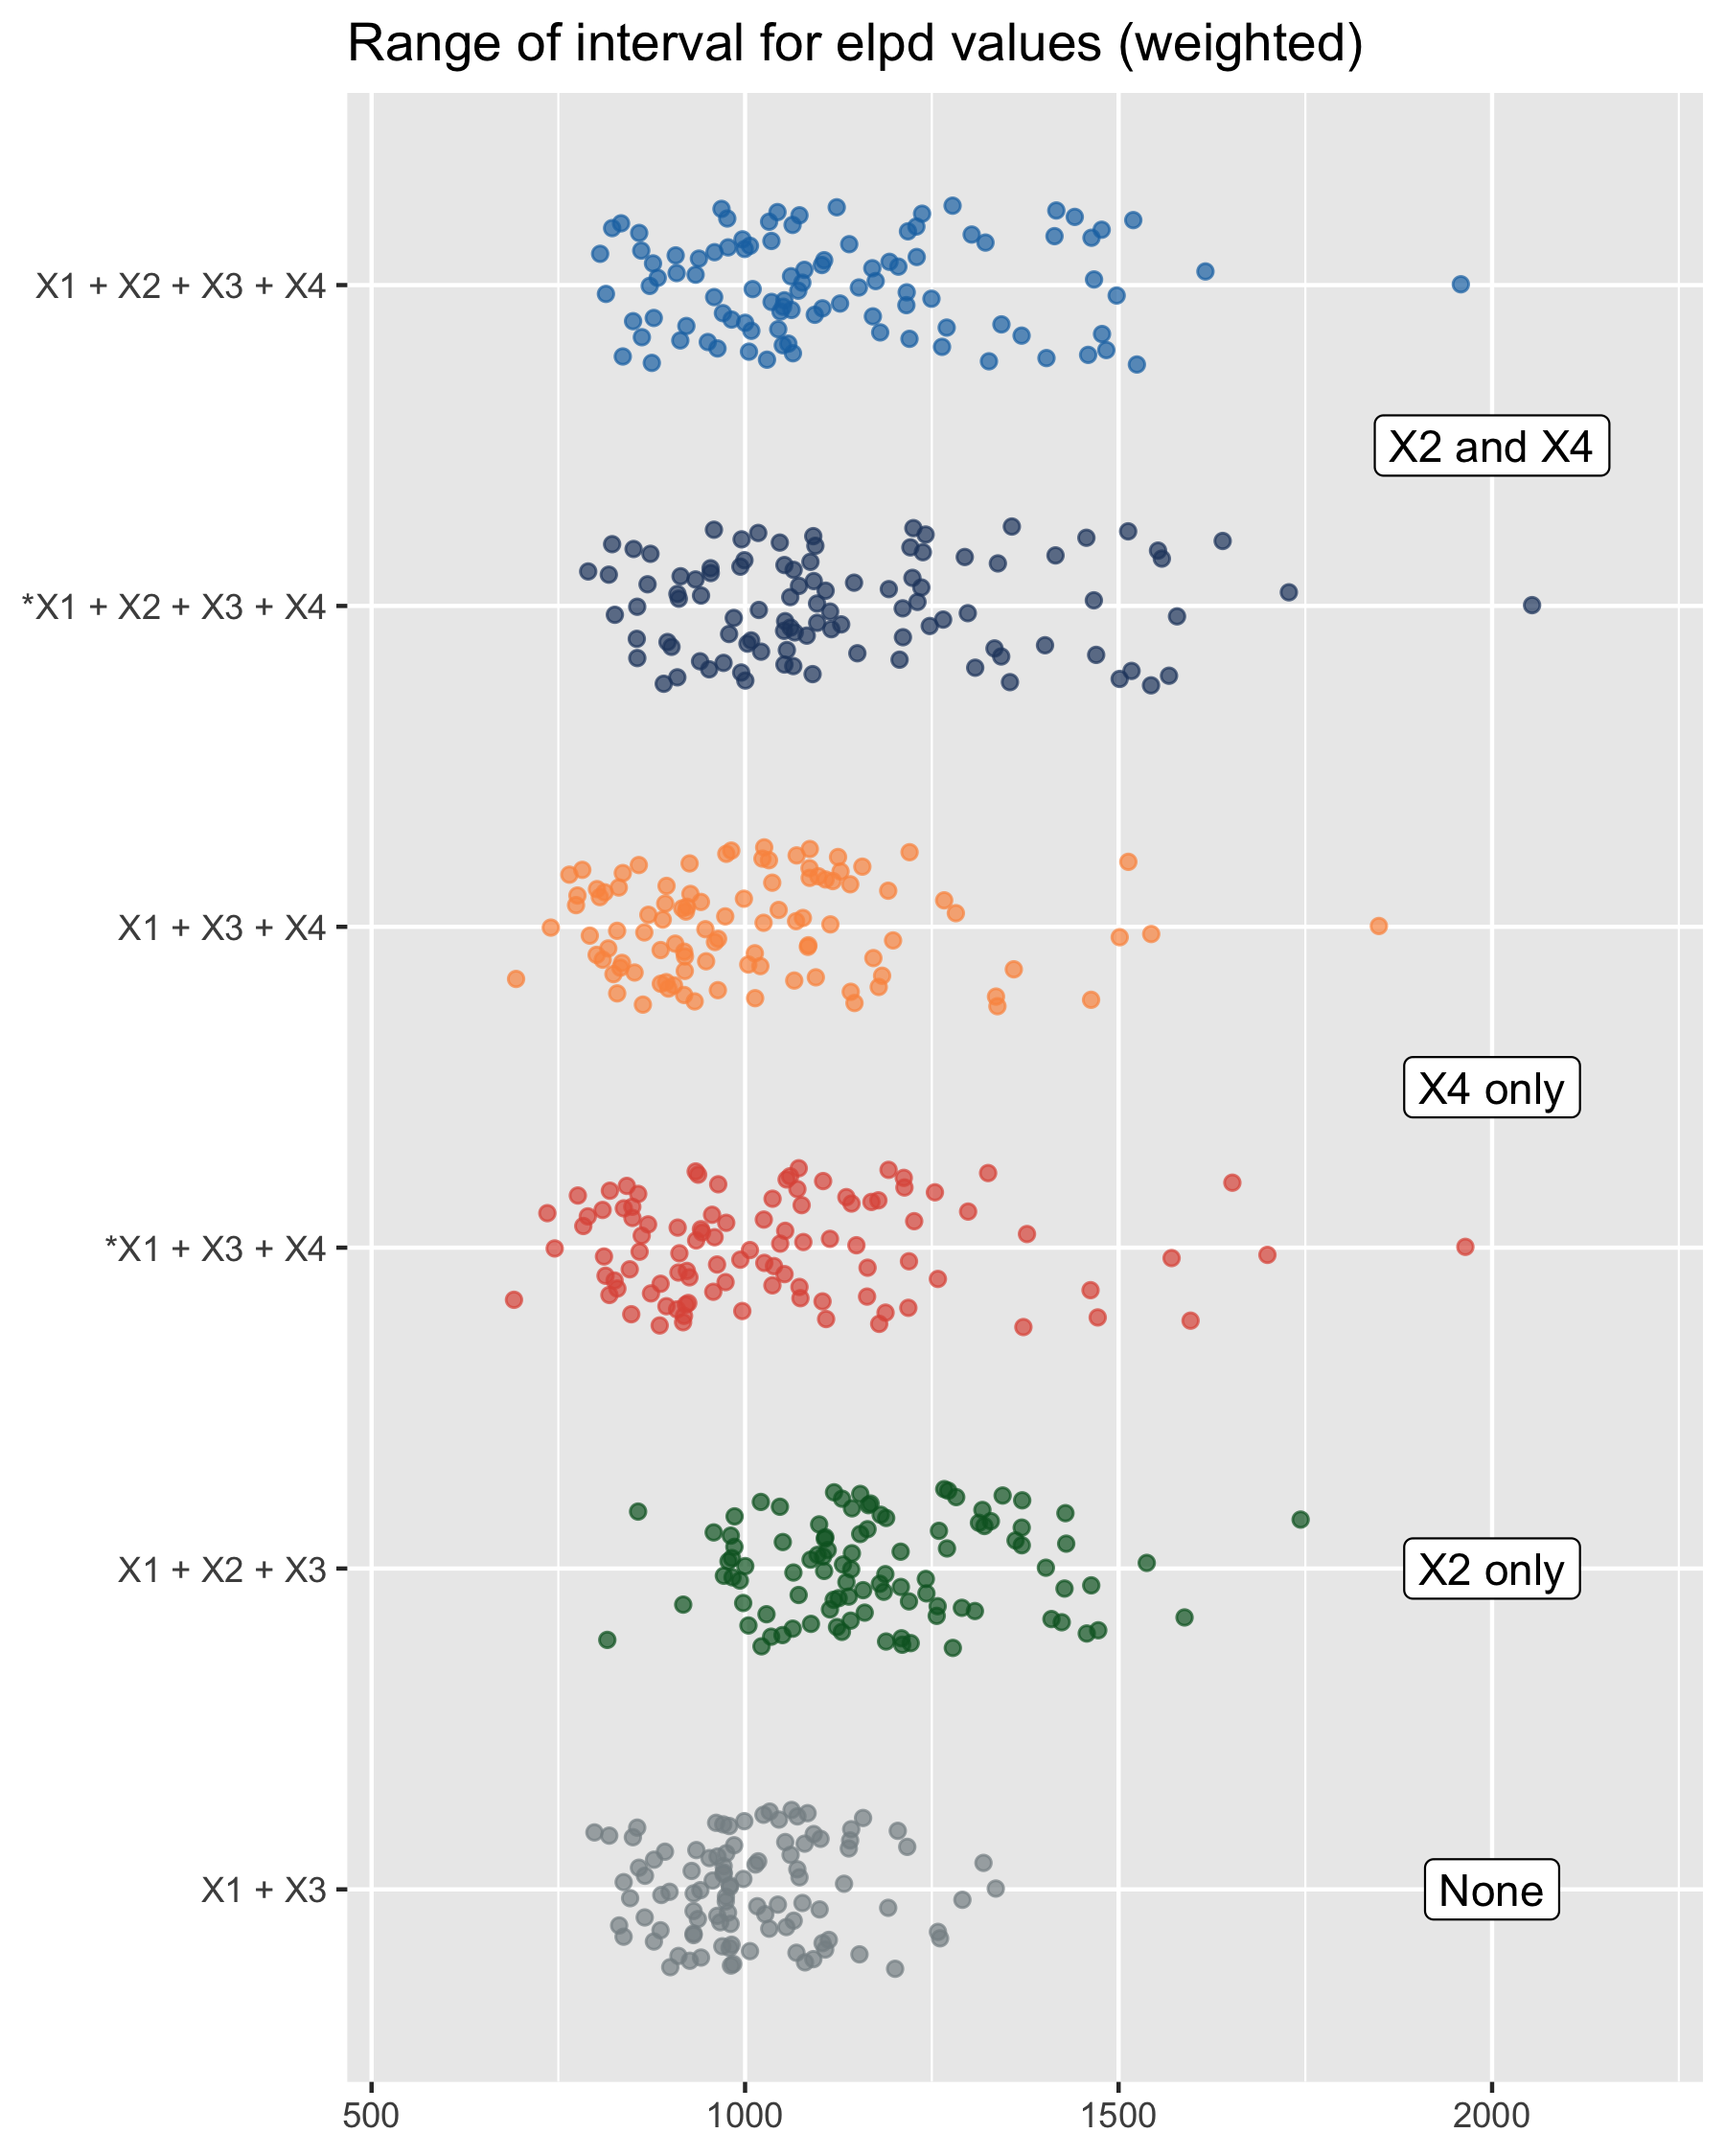 Range of interval for elpd values (weighted)
X1 + X2 + X3 + X4
X2 and X4
*X1 + X2 + X3 + X4
X1 + X3 + X4
X4 only
*X1 + X3 + X4
X1 + X2 + X3
X2 only
X1 + X3
None
500
1000
1500
2000